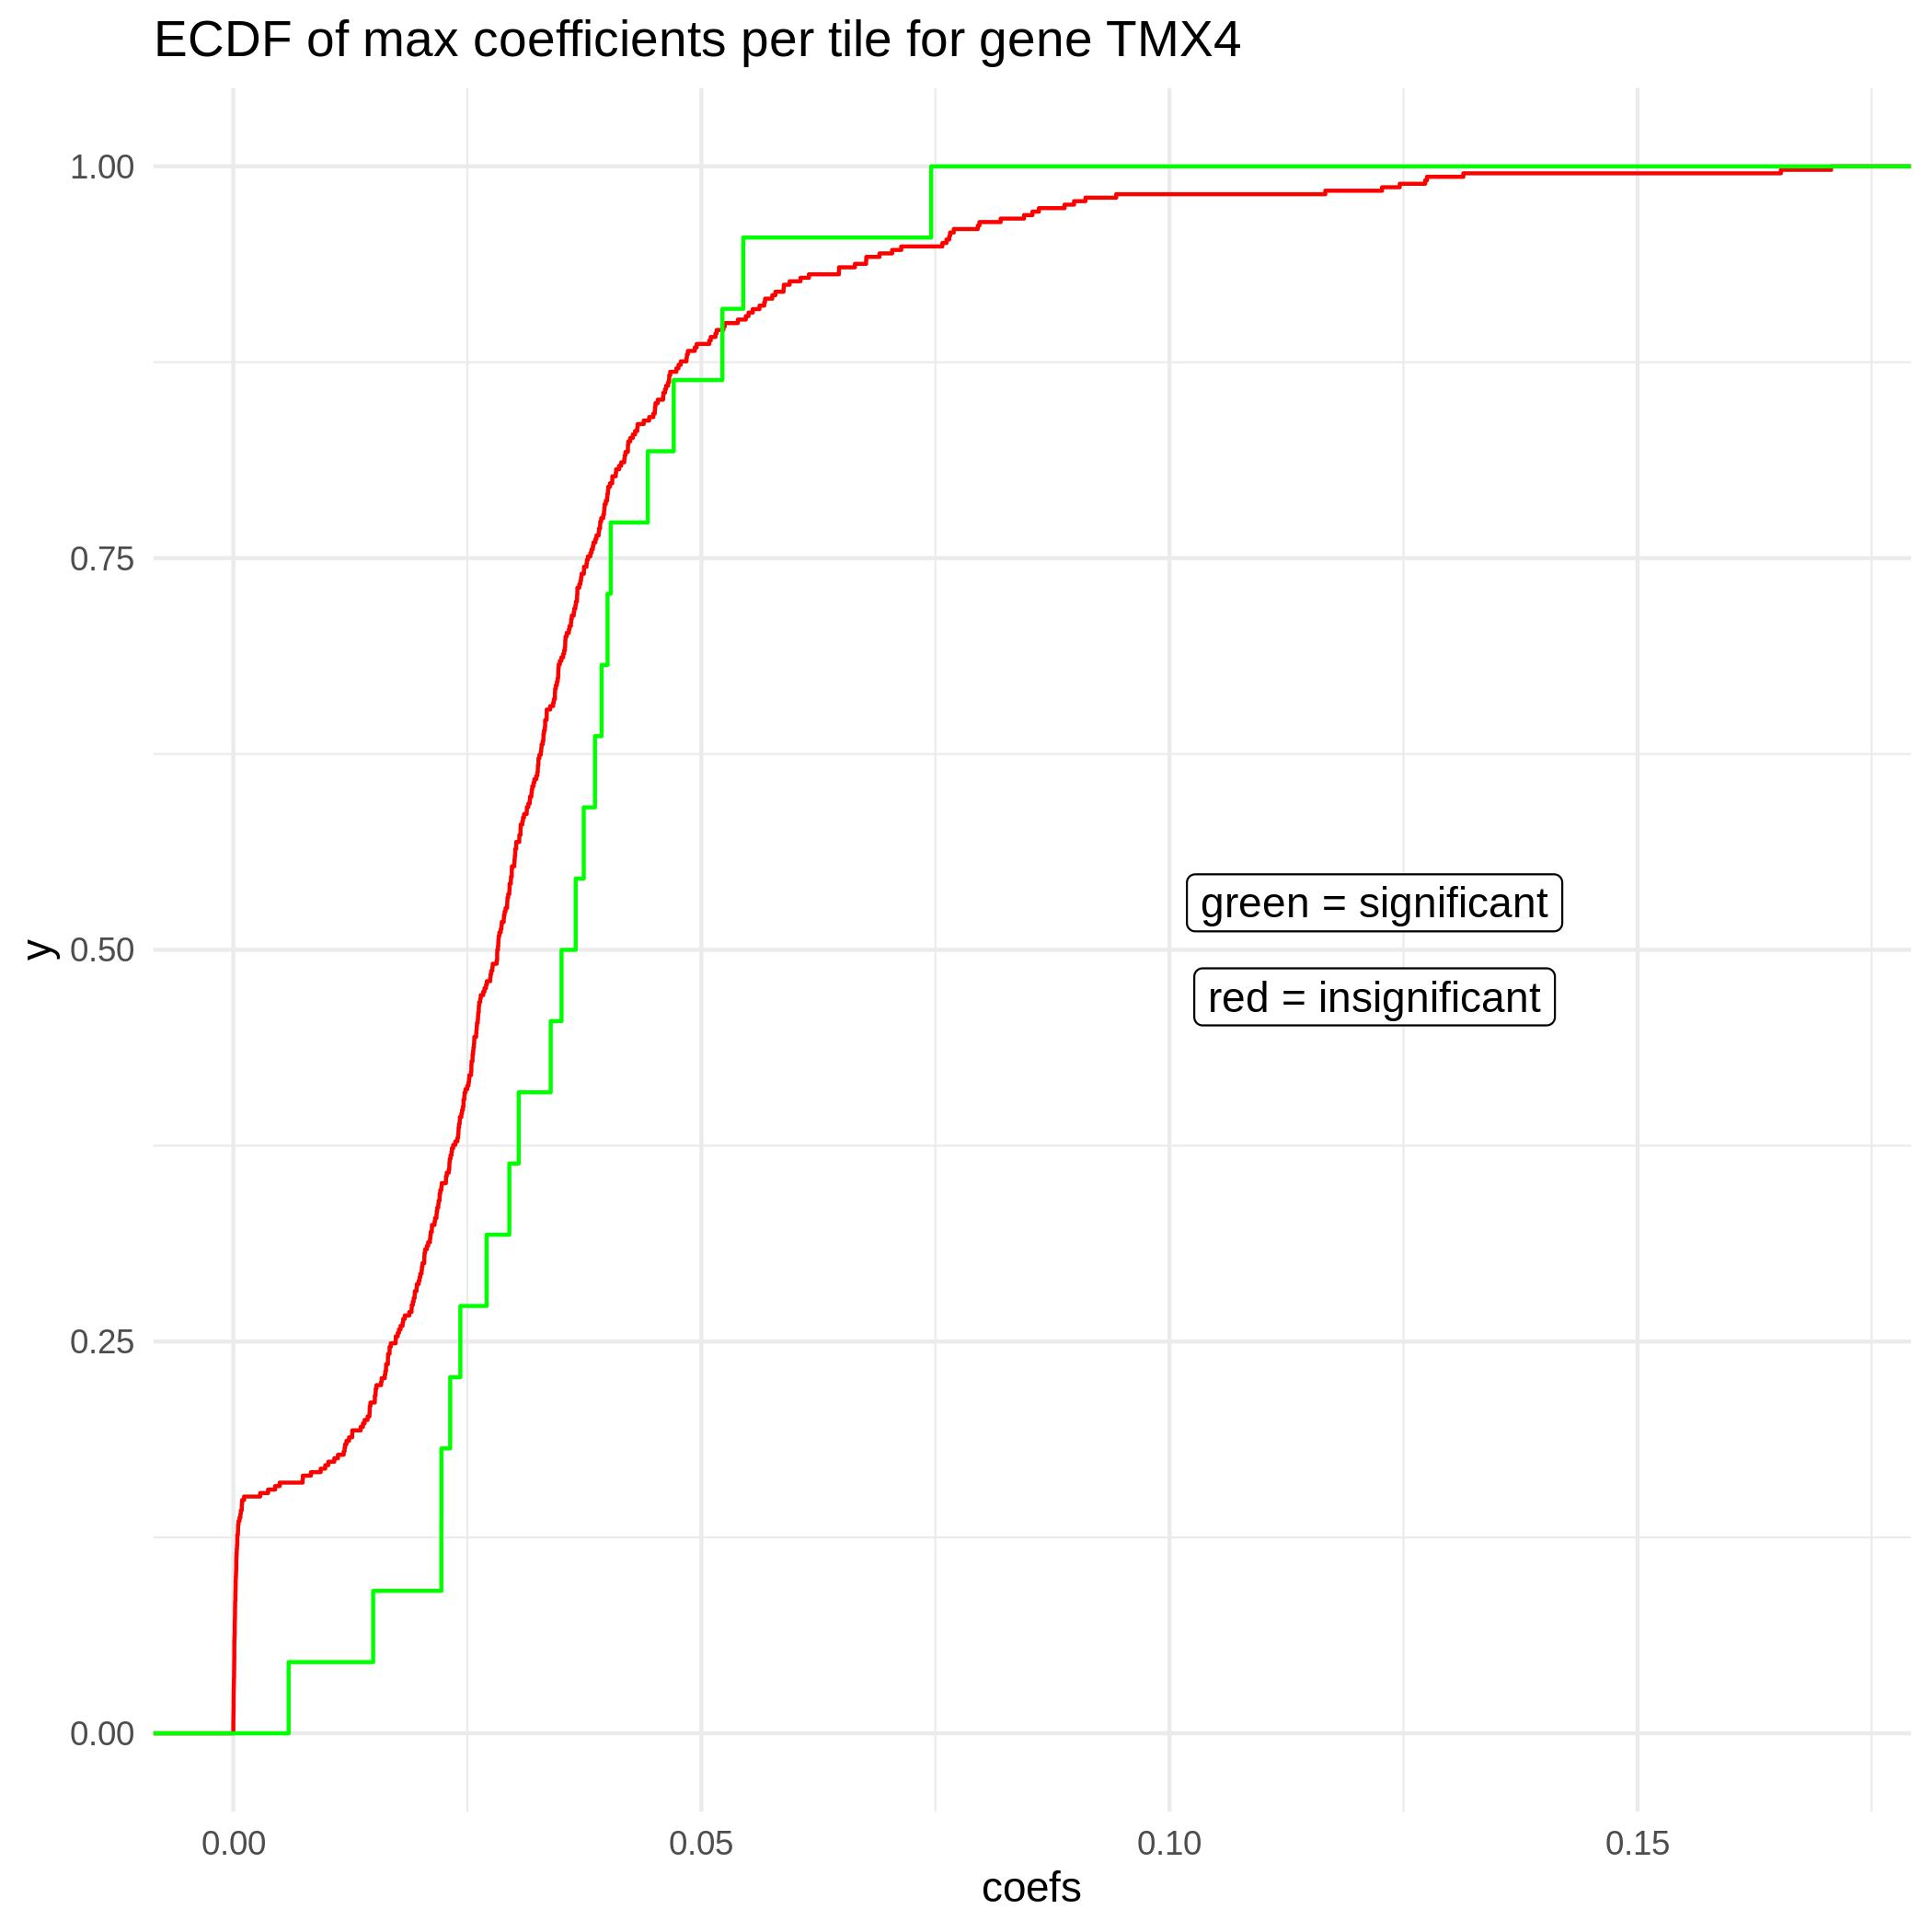 ECDF of max coefficients per tile for gene TMX4
1.00
0.75
0.50
0.25
0.00
y
green = significant
red = insignificant
0.00 0.05 0.10 0.15
coefs